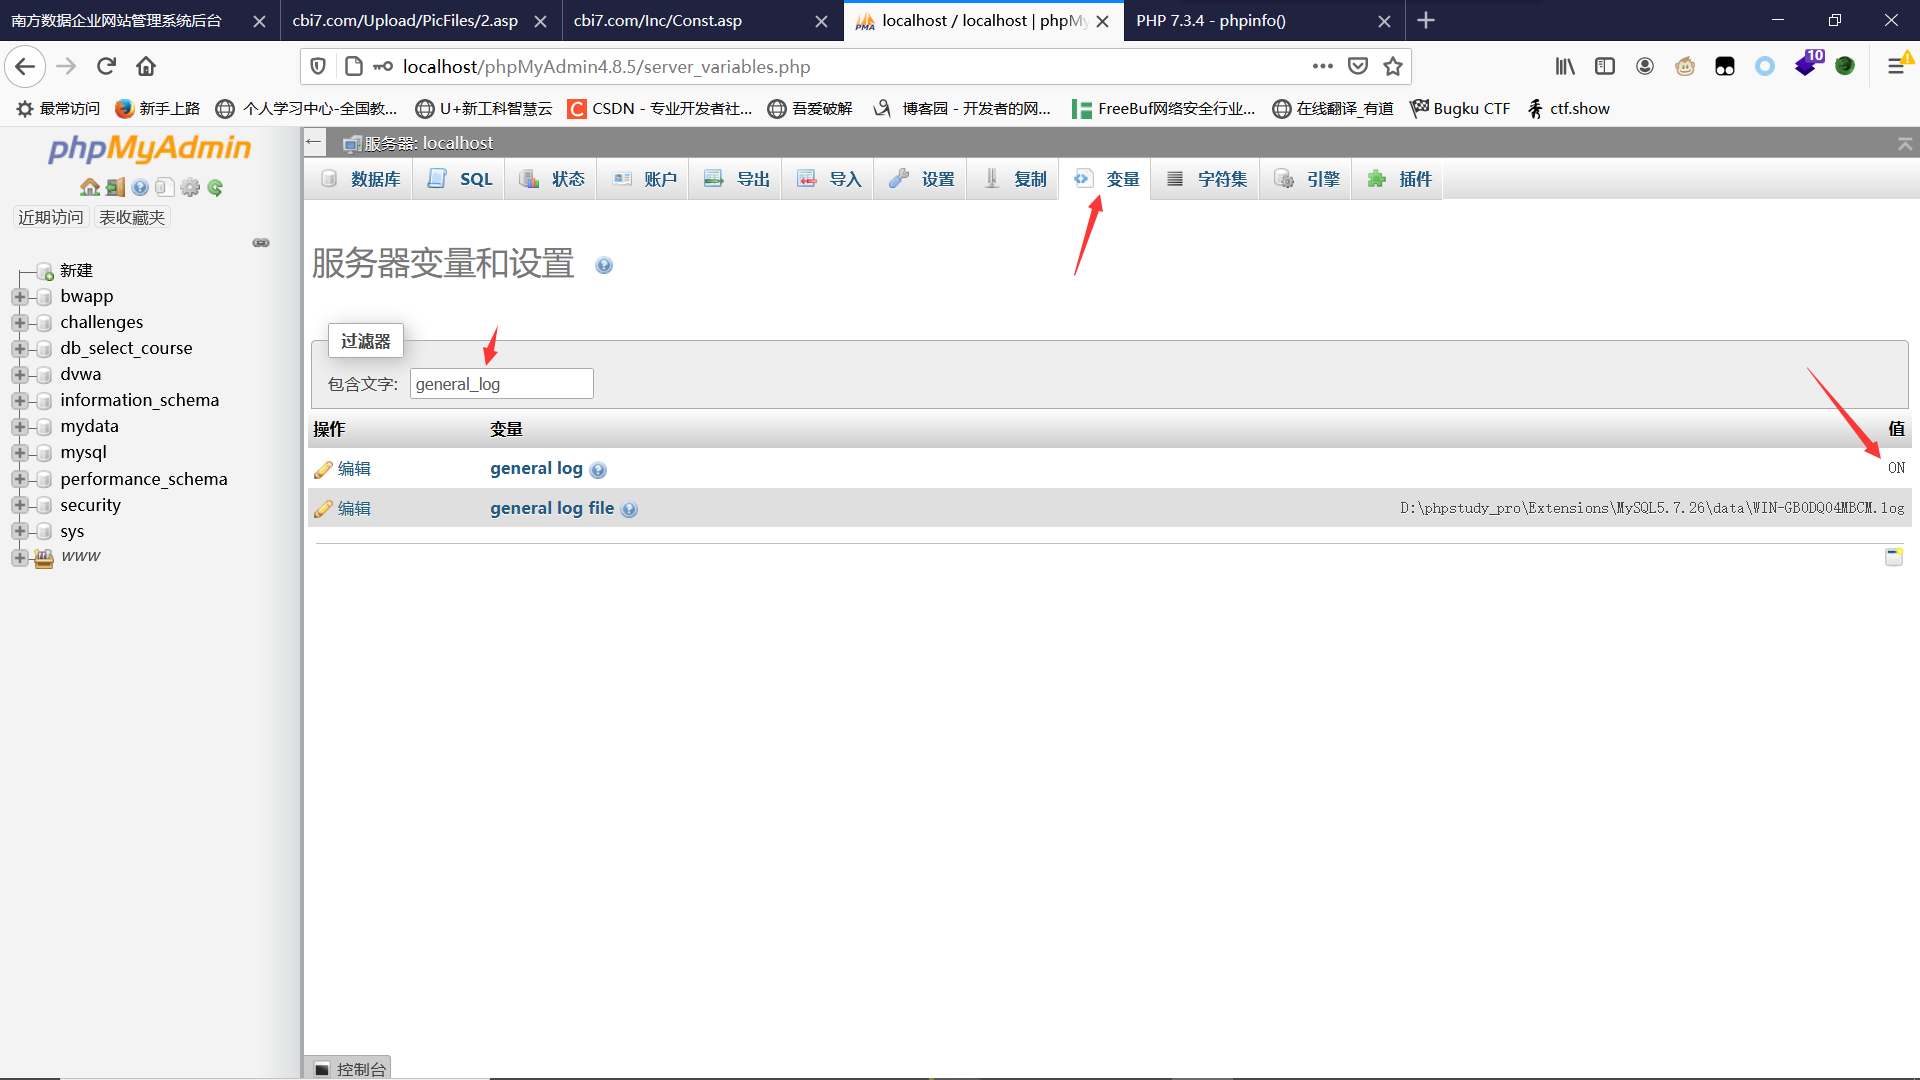 南方数据企业网站管理系统后台
cbi7.com/Upload/PicFiles/2.asp
cbi7.com/Inc/Const.asp
localhost / localhost | phpMy
PHP 7.3.4 - phpinfo()
localhost/phpMyAdmin4.8.5/server_variables.php
10
最常访问
新手上路
个人学习中心-全国教...
U+新工科智慧云
CSDN - 专业开发者社...
吾爱破解
博客园 - 开发者的网...
FreeBuf网络安全行业...
在线翻译_有道
Bugku CTF
ctf.show
phpMyAdmin
近期访问
表收藏夹
新建
bwapp
challenges
db_select_course
dvwa
information_schema
mydata
mysql
performance_schema
security
sys
www
服务器: localhost
数据库
SQL
状态
账户
导出
导入
设置
复制
变量
字符集
引擎
插件
服务器变量和设置
过滤器
包含文字: general_log
操作 变量 值
编辑 general log ON
编辑 general log file D:\phpstudy_pro\Extensions\MySQL5.7.26\data\WIN-GB0DQO4MBCM.log
控制台